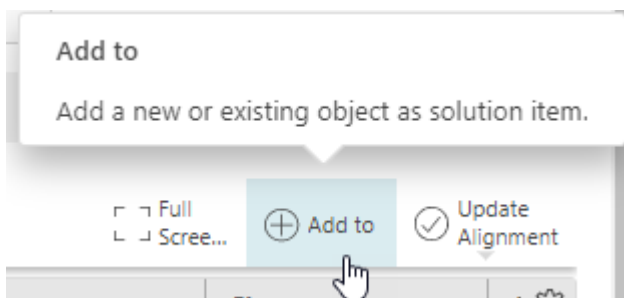 Add to
Add a new or existing object as solution item.
Full
Scree...
Add to
Update
Alignment